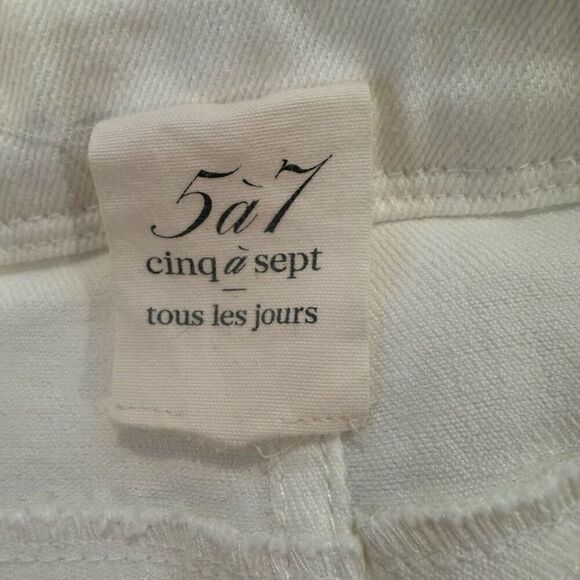 5à7
cinq à sept
tous les jours